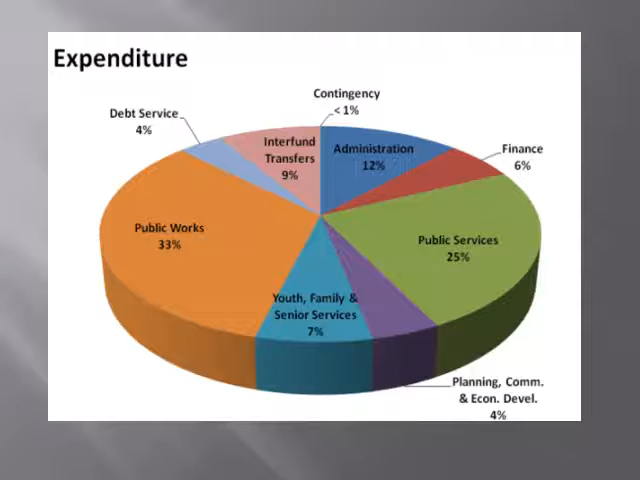 Expenditure
Contingency
< 1%
Debt Service
4%
Interfund
Transfers
9%
Administration
12%
Finance
6%
Public Works
33%
Public Services
25%
Youth, Family &
Senior Services
7%
Planning, Comm.
& Econ. Devel.
4%